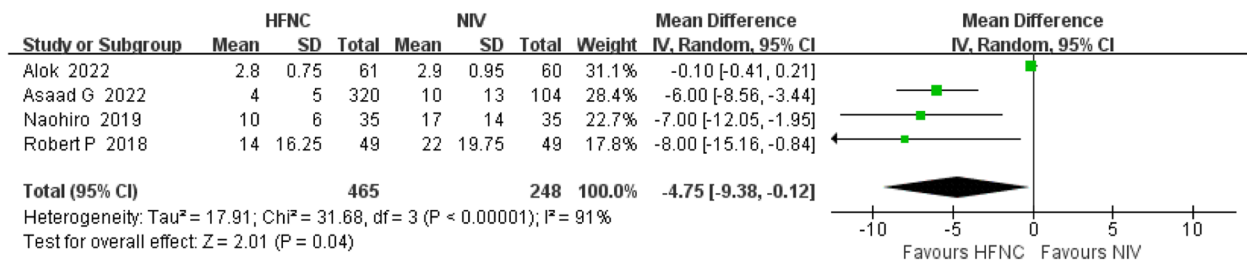 HFNC NIV Mean Difference Mean Difference
Study or Subgroup Mean SD Total Mean SD Total Weight IV, Random, 95% CI IV, Random, 95% CI
Alok 2022 2.8 0.75 61 2.9 0.95 60 31.1% -0.10 [-0.41, 0.21]
Asaad G 2022 4 5 320 10 13 104 28.4% -6.00 [-8.56, -3.44]
Naohiro 2019 10 6 35 17 14 35 22.7% -7.00 [-12.05, -1.95]
Robert P 2018 14 16.25 49 22 19.75 49 17.8% -8.00 [-15.16, -0.84]
Total (95% CI) 465 248 100.0% -4.75 [-9.38, -0.12]
Heterogeneity: Tau² = 17.91; Chi² = 31.68, df = 3 (P < 0.00001); I² = 91%
Test for overall effect: Z = 2.01 (P = 0.04)
-10 -5 0 5 10
Favours HFNC Favours NIV